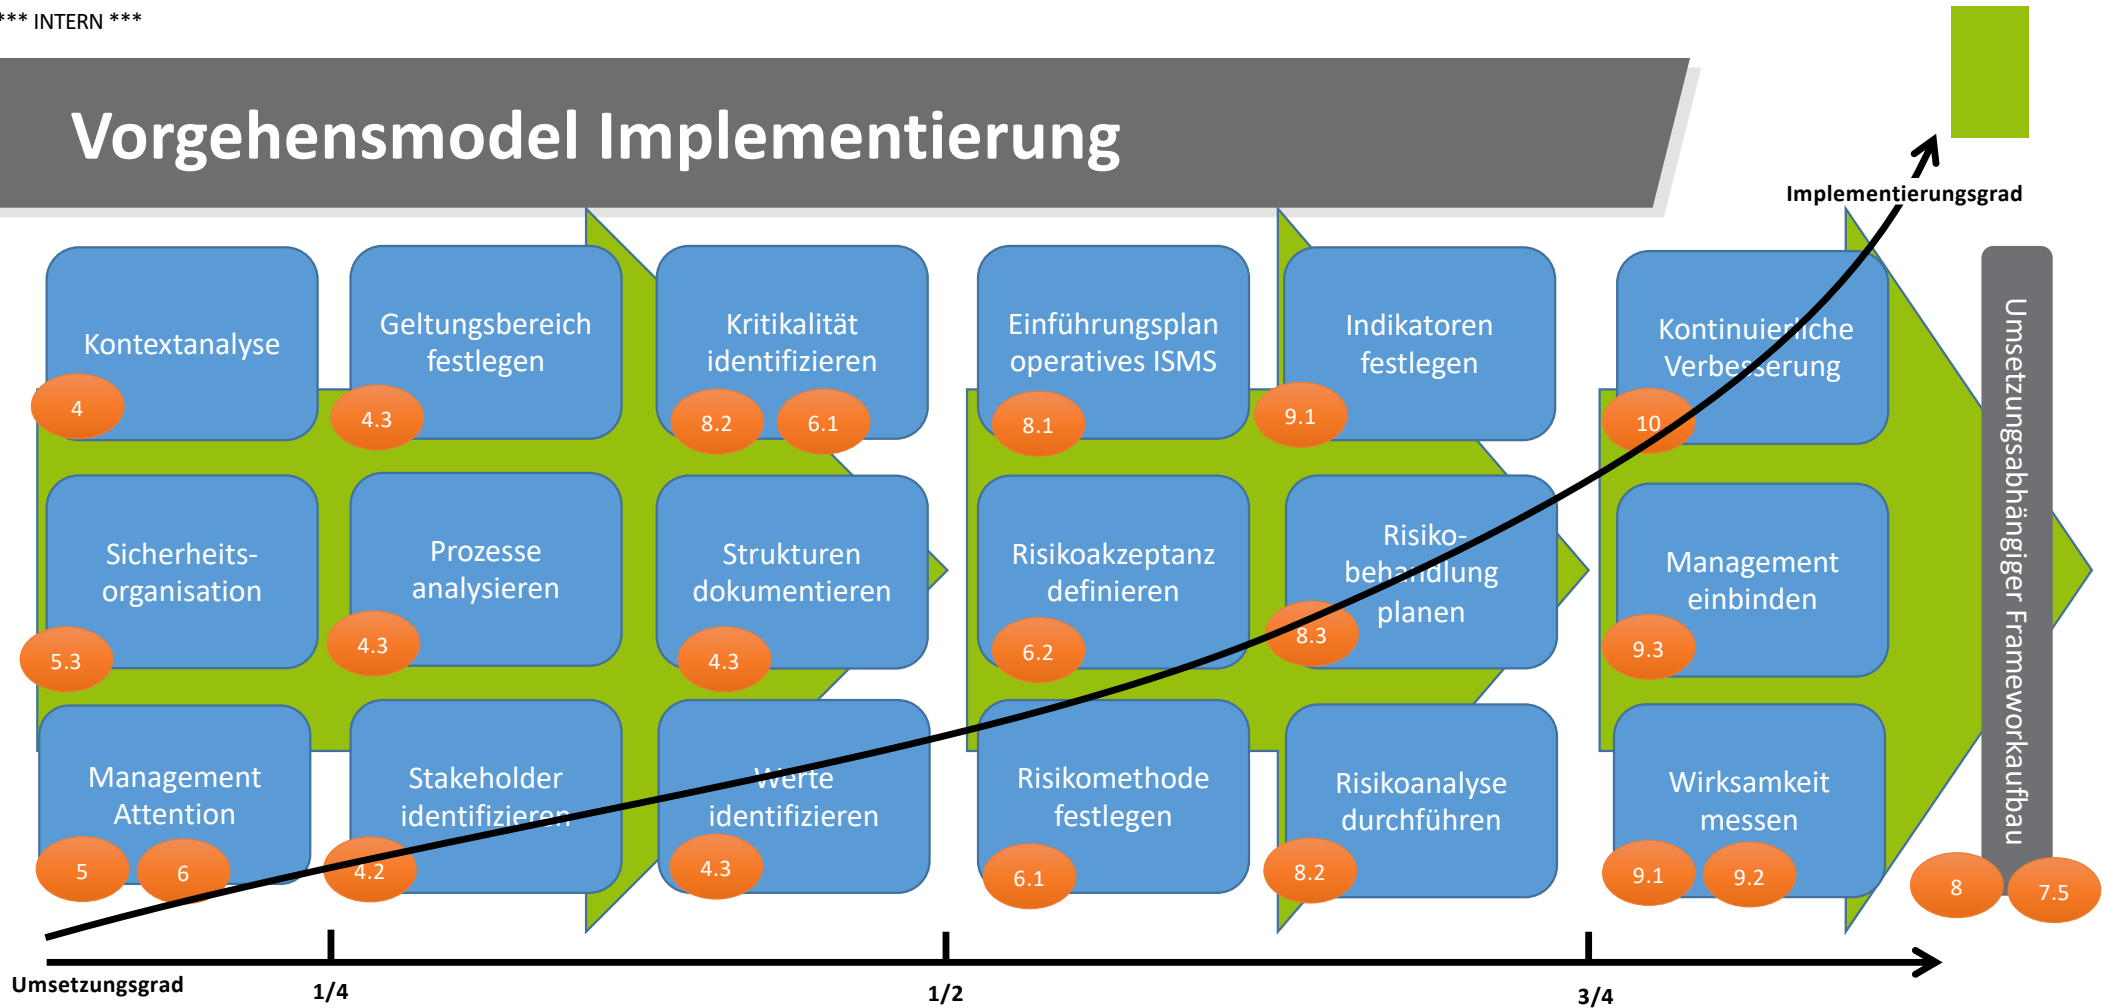 *** INTERN ***
Vorgehensmodel Implementierung
Implementierungsgrad
Kontextanalyse
4
Geltungsbereich
festlegen
4.3
Kritikalität
identifizieren
8.2
6.1
Einführungsplan
operatives ISMS
8.1
Indikatoren
festlegen
9.1
Kontinuierliche
Verbesserung
10
Sicherheits-
organisation
5.3
Prozesse
analysieren
4.3
Strukturen
dokumentieren
4.3
Risikoakzeptanz
definieren
6.2
Risiko-
behandlung
planen
8.3
Management
einbinden
9.3
Management
Attention
5
6
Stakeholder
identifizieren
4.2
Werte
identifizieren
4.3
Risikomethode
festlegen
6.1
Risikoanalyse
durchführen
8.2
Wirksamkeit
messen
9.1
9.2
Umsetzungsabhängiger Frameworkaufbau
8
7.5
Umsetzungsgrad
1/4
1/2
3/4